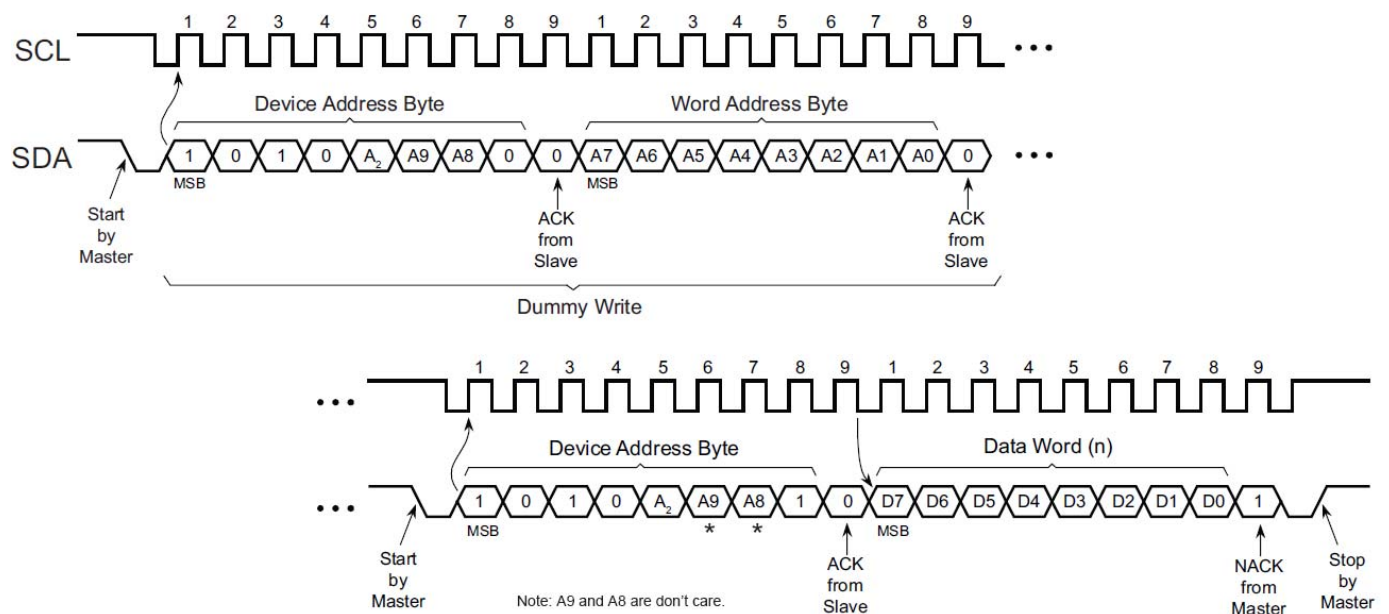 1 2 3 4 5 6 7 8 9 1 2 3 4 5 6 7 8 9
SCL
Device Address Byte Word Address Byte
SDA 1 0 1 0 A₂ A9 A8 0 0 A7 A6 A5 A4 A3 A2 A1 A0 0
MSB MSB
Start
by
Master
ACK
from
Slave
ACK
from
Slave
Dummy Write
1 2 3 4 5 6 7 8 9 1 2 3 4 5 6 7 8 9
Device Address Byte Data Word (n)
1 0 1 0 A₂ A9 A8 1 0 D7 D6 D5 D4 D3 D2 D1 D0 1
MSB * * MSB
Start
by
Master
Note: A9 and A8 are don't care.
ACK
from
Slave
NACK
from
Master
Stop
by
Master